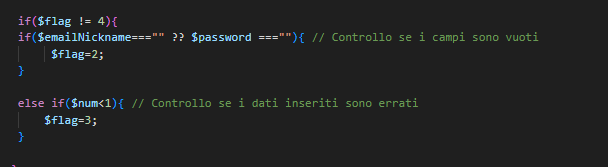 if($flag != 4){
if($emailNickname==="" ?? $password ===""){ // Controllo se i campi sono vuoti
$flag=2;
}
else if($num<1){ // Controllo se i dati inseriti sono errati
$flag=3;
}